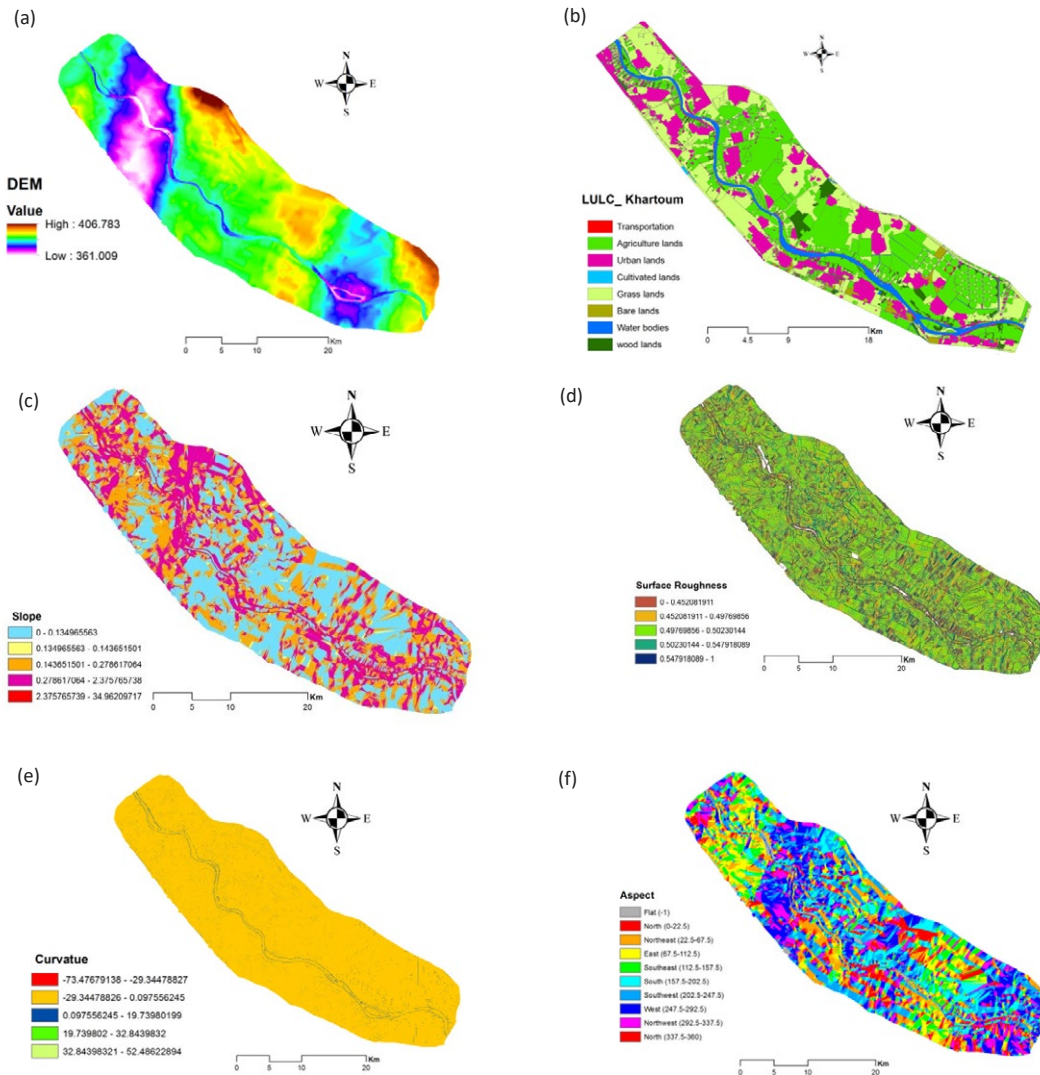 (a)
N
W E
S
DEM
Value
High : 406.783
Low : 361.009
0 5 10 20
Km
(b)
N
W E
S
LULC_ Khartoum
Transportation
Agriculture lands
Urban lands
Cultivated lands
Grass lands
Bare lands
Water bodies
wood lands
Km
0 4.5 9 18
(c)
N
W E
S
Slope
0 - 0.134965563
0.134965563 - 0.143651501
0.143651501 - 0.278617064
0.278617064 - 2.375765738
2.375765739 - 34.96209717
Km
0 5 10 20
(d)
N
W E
S
Surface Roughness
0 - 0.452081911
0.452081911 - 0.49769856
0.49769856 - 0.50230144
0.50230144 - 0.547918089
0.547918089 - 1
Km
0 5 10 20
(e)
N
W E
S
Curvatue
-73.47679138 - -29.34478827
-29.34478826 - 0.097556245
0.097556245 - 19.73980199
19.739802 - 32.8439832
32.84398321 - 52.48622894
Km
0 5 10 20
(f)
N
W E
S
Aspect
Flat (-1)
North (0-22.5)
Northeast (22.5-67.5)
East (67.5-112.5)
Southeast (112.5-157.5)
South (157.5-202.5)
Southwest (202.5-247.5)
West (247.5-292.5)
Northwest (292.5-337.5)
North (337.5-360)
Km
0 5 10 20